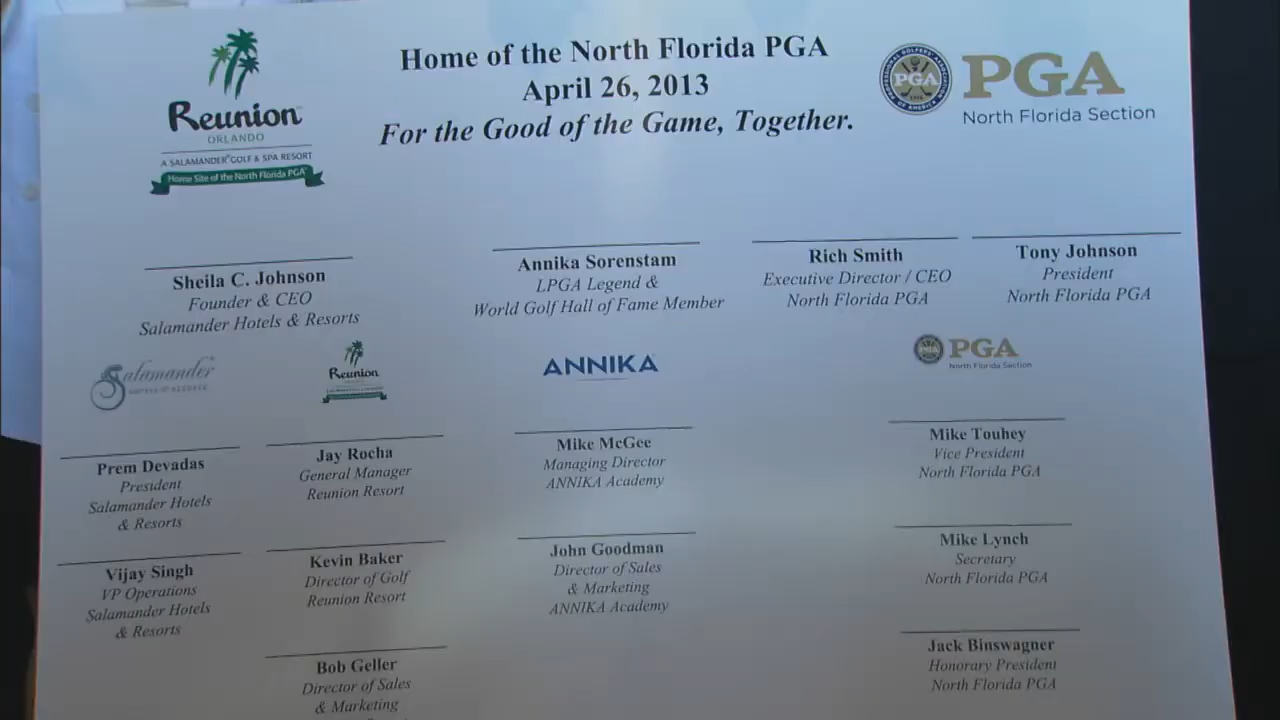 Reunion
ORLANDO
A SALAMANDER® GOLF & SPA RESORT
Home Site of the North Florida PGA
Home of the North Florida PGA
April 26, 2013
For the Good of the Game, Together.
PGA
PGA
North Florida Section
Sheila C. Johnson
Founder & CEO
Salamander Hotels & Resorts
Annika Sorenstam
LPGA Legend &
World Golf Hall of Fame Member
Rich Smith
Executive Director / CEO
North Florida PGA
Tony Johnson
President
North Florida PGA
Salamander
Reunion
ANNIKA
PGA
North Florida Section
Prem Devadas
President
Salamander Hotels
& Resorts
Jay Rocha
General Manager
Reunion Resort
Mike McGee
Managing Director
ANNIKA Academy
Mike Touhey
Vice President
North Florida PGA
Vijay Singh
VP Operations
Salamander Hotels
& Resorts
Kevin Baker
Director of Golf
Reunion Resort
John Goodman
Director of Sales
& Marketing
ANNIKA Academy
Mike Lynch
Secretary
North Florida PGA
Bob Geller
Director of Sales
& Marketing
Jack Binswagner
Honorary President
North Florida PGA